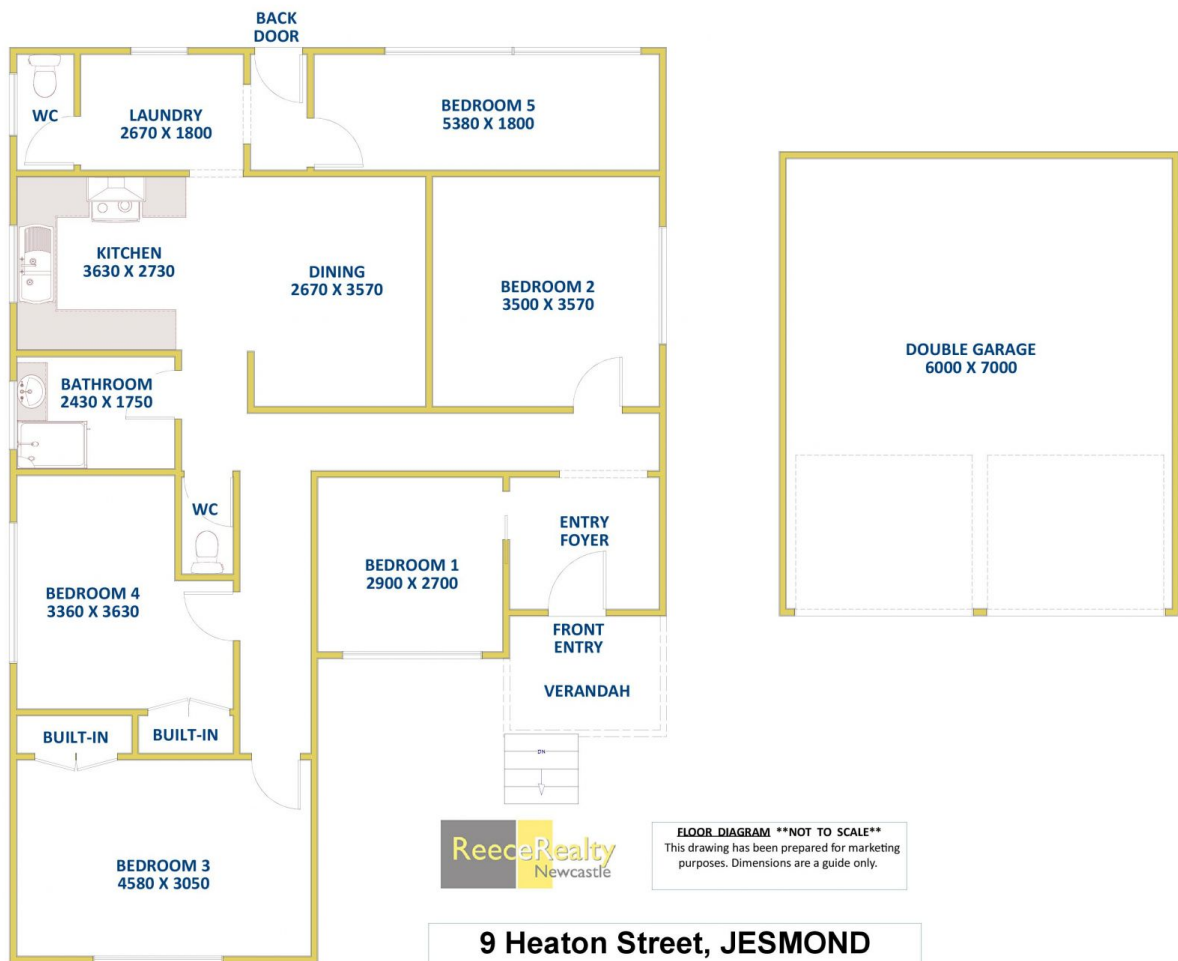 BACK
DOOR
WC
LAUNDRY
2670 X 1800
BEDROOM 5
5380 X 1800
KITCHEN
3630 X 2730
DINING
2670 X 3570
BEDROOM 2
3500 X 3570
DOUBLE GARAGE
6000 X 7000
BATHROOM
2430 X 1750
WC
ENTRY
FOYER
BEDROOM 1
2900 X 2700
BEDROOM 4
3360 X 3630
FRONT
ENTRY
VERANDAH
BUILT-IN
BUILT-IN
DN
BEDROOM 3
4580 X 3050
ReeceRealty
Newcastle
FLOOR DIAGRAM **NOT TO SCALE**
This drawing has been prepared for marketing
purposes. Dimensions are a guide only.
9 Heaton Street, JESMOND